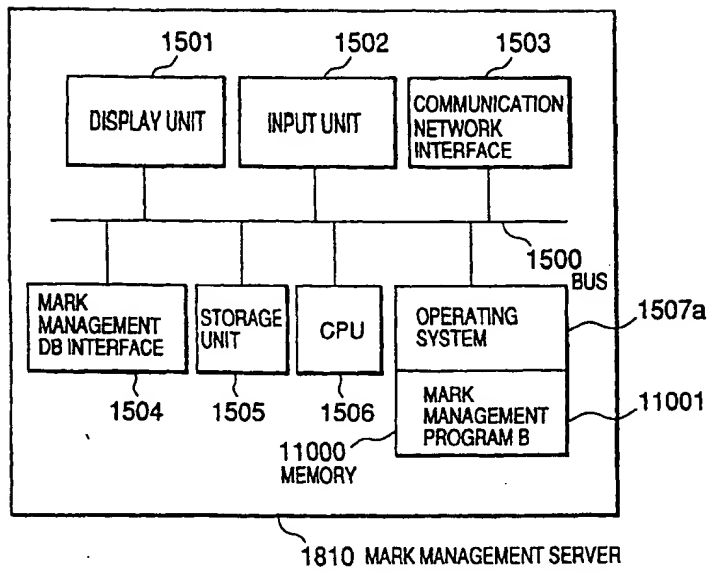 1501
1502
1503
DISPLAY UNIT
INPUT UNIT
COMMUNICATION
NETWORK
INTERFACE
1500
BUS
MARK
MANAGEMENT
DB INTERFACE
STORAGE
UNIT
CPU
OPERATING
SYSTEM
1507a
1504
1505
1506
MARK
MANAGEMENT
PROGRAM B
11001
11000
MEMORY
1810 MARK MANAGEMENT SERVER